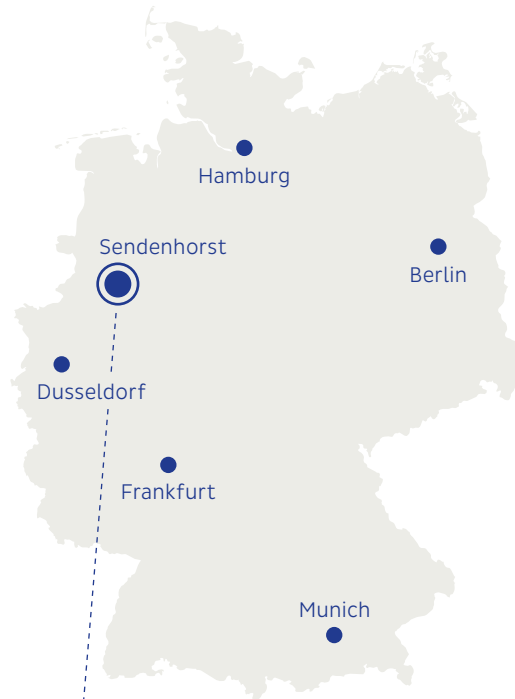 Hamburg
Sendenhorst
Berlin
Dusseldorf
Frankfurt
Munich